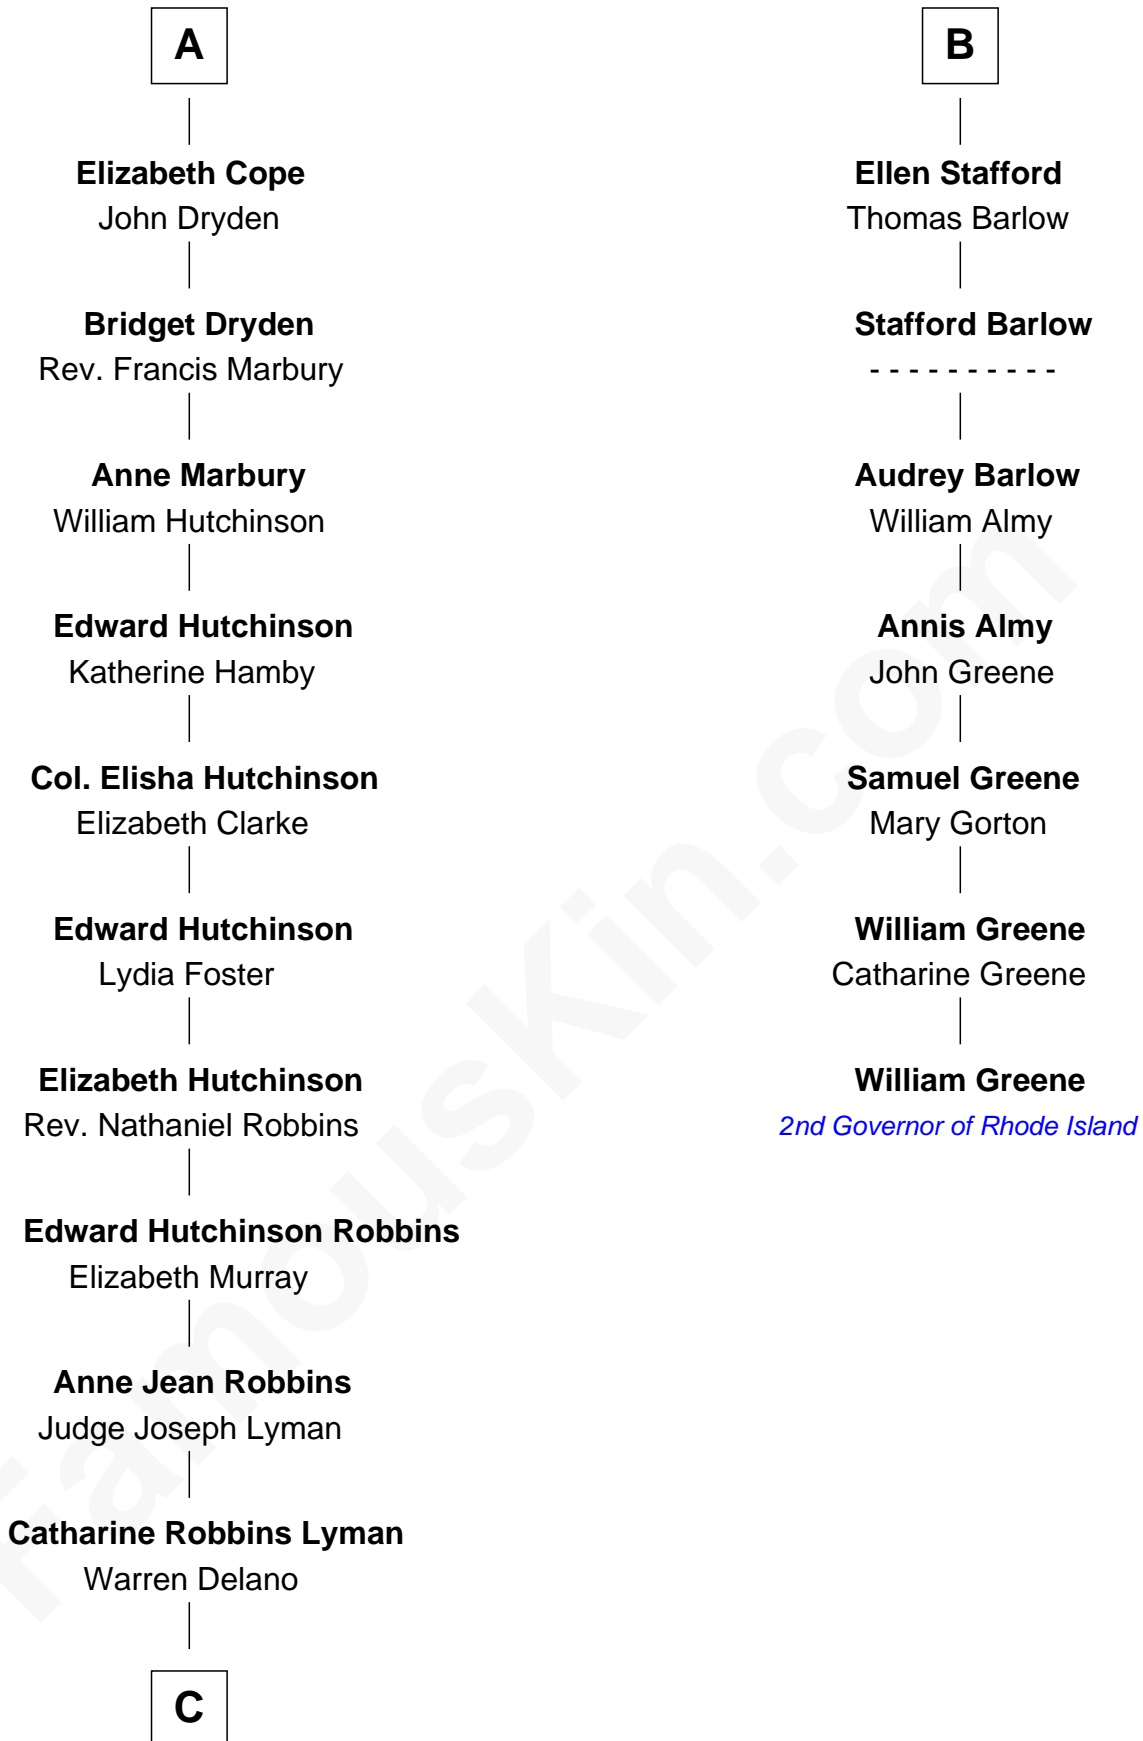 A
Elizabeth Cope
John Dryden
Bridget Dryden
Rev. Francis Marbury
Anne Marbury
William Hutchinson
Edward Hutchinson
Katherine Hamby
Col. Elisha Hutchinson
Elizabeth Clarke
Edward Hutchinson
Lydia Foster
Elizabeth Hutchinson
Rev. Nathaniel Robbins
Edward Hutchinson Robbins
Elizabeth Murray
Anne Jean Robbins
Judge Joseph Lyman
Catharine Robbins Lyman
Warren Delano
C
B
Ellen Stafford
Thomas Barlow
Stafford Barlow
- - - - - - - - - -
Audrey Barlow
William Almy
Annis Almy
John Greene
Samuel Greene
Mary Gorton
William Greene
Catharine Greene
William Greene
2nd Governor of Rhode Island
FamousKin.com